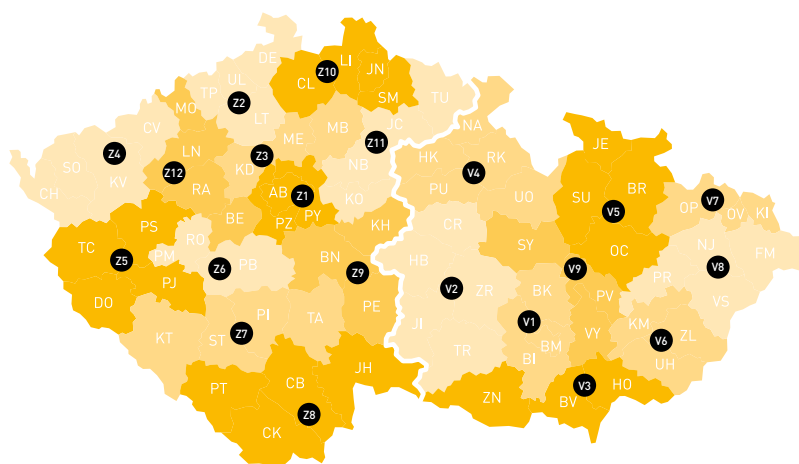 DE
LI
Z10
JN
UL
CL
TP
SM
TU
Z2
MO
LT
CV
MB
JC
NA
ME
Z11
LN
Z3
HK
RK
JE
SO
Z4
NB
Z12
KD
V4
KV
RA
AB
Z1
PU
UO
SU
BR
CH
KO
OP
V7
PZ
PY
V5
OV
KI
PS
BE
KH
CR
TC
RO
SY
OC
NJ
FM
PM
BN
HB
Z5
Z6
PB
Z9
V9
V8
PJ
PR
V2
ZR
BK
PV
DO
PE
VS
PI
TA
JI
V1
KM
KT
ST
Z7
VY
ZL
BM
V6
TR
BI
UH
JH
PT
CB
ZN
V3
HO
BV
Z8
CK